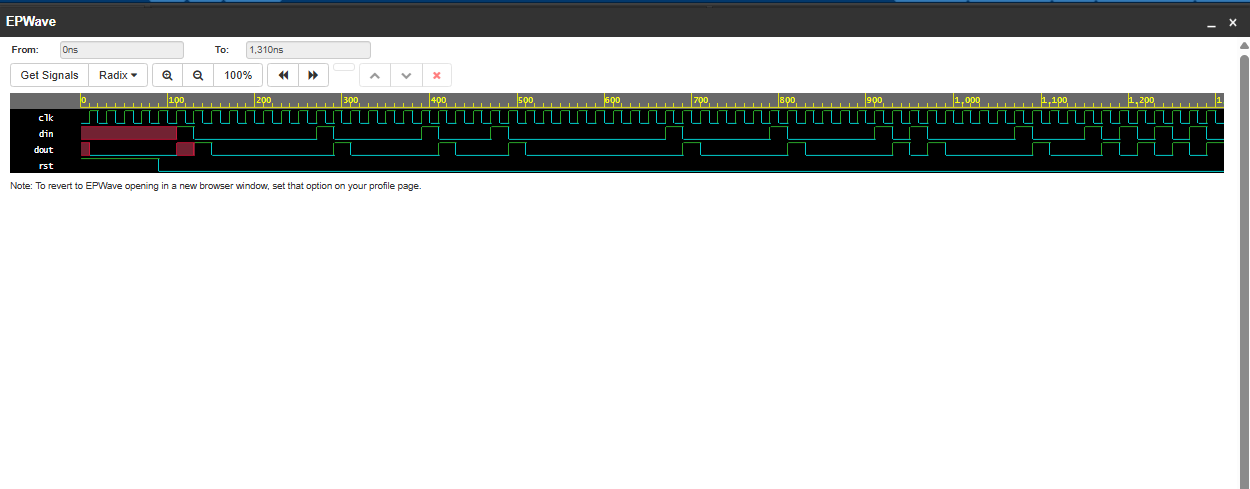 EPWave
From: 0ns To: 1,310ns
Get Signals Radix 100%
0 100 200 300 400 500 600 700 800 900 1,000 1,100 1,200 1
clk
din
dout
rst
Note: To revert to EPWave opening in a new browser window, set that option on your profile page.